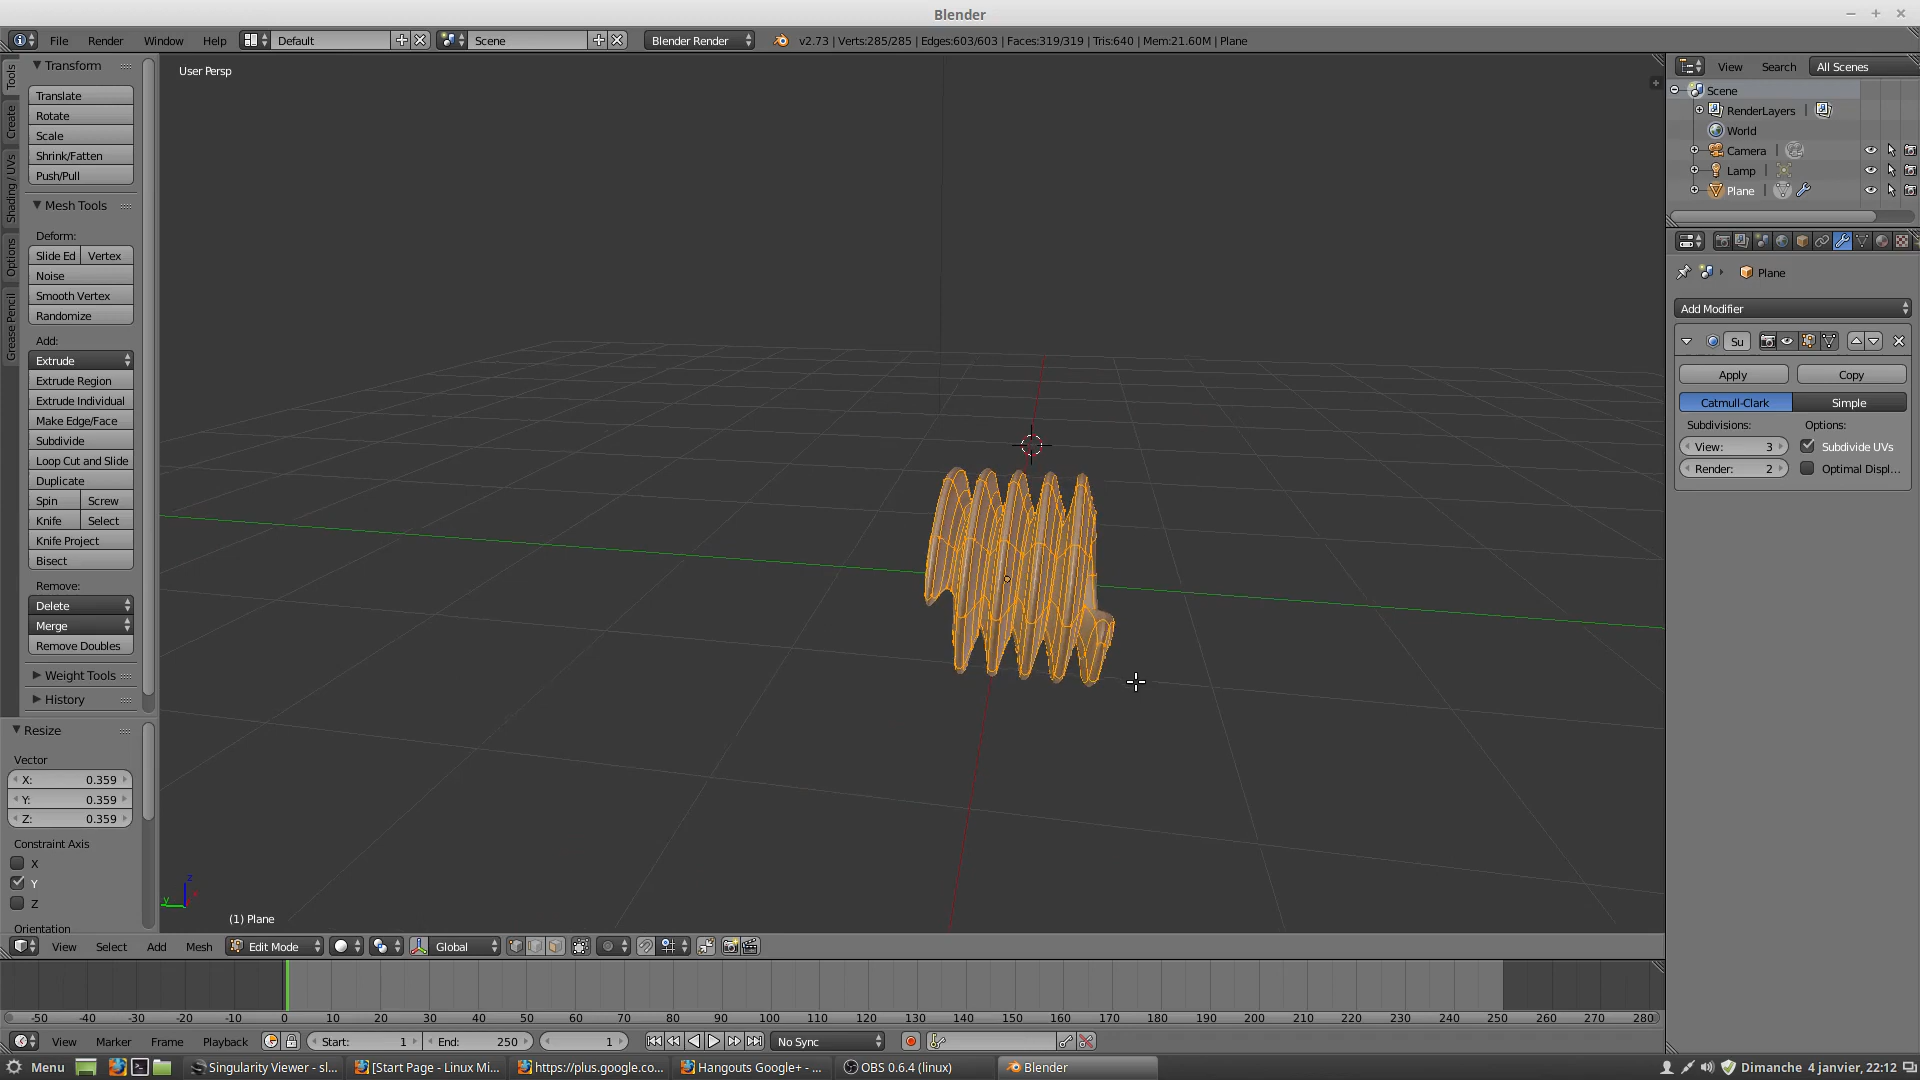 Blender
File Render Window Help Default Scene Blender Render v2.73 | Verts:285/285 | Edges:603/603 | Faces:319/319 | Tris:640 | Mem:21.60M | Plane
Tools
Create
Shading / UVs
Options
Grease Pencil
Transform
Translate
Rotate
Scale
Shrink/Fatten
Push/Pull
Mesh Tools
Deform:
Slide Ed Vertex
Noise
Smooth Vertex
Randomize
Add:
Extrude
Extrude Region
Extrude Individual
Make Edge/Face
Subdivide
Loop Cut and Slide
Duplicate
Spin Screw
Knife Select
Knife Project
Bisect
Remove:
Delete
Merge
Remove Doubles
Weight Tools
History
Resize
Vector
X: 0.359
Y: 0.359
Z: 0.359
Constraint Axis
X
Y
Z
Orientation
User Persp
z
y
(1) Plane
View Select Add Mesh Edit Mode Global
View Search All Scenes
Scene
RenderLayers |
World
Camera |
Lamp |
Plane |
Plane
Add Modifier
Su
Apply Copy
Catmull-Clark Simple
Subdivisions: Options:
View: 3 Subdivide UVs
Render: 2 Optimal Displ...
-50 -40 -30 -20 -10 0 10 20 30 40 50 60 70 80 90 100 110 120 130 140 150 160 170 180 190 200 210 220 230 240 250 260 270 280
View Marker Frame Playback Start: 1 End: 250 1 No Sync
Menu Singularity Viewer - sl... [Start Page - Linux Mi... https://plus.google.co... Hangouts Google+ - ... OBS 0.6.4 (linux) Blender Dimanche 4 janvier, 22:12